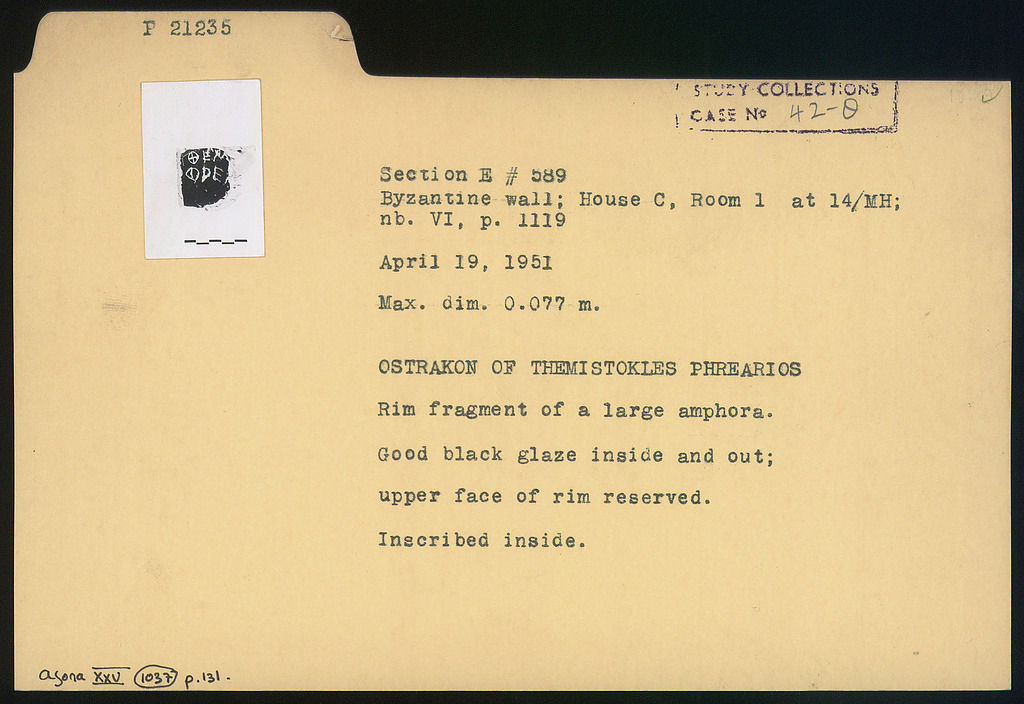 P 21235
STUDY COLLECTIONS
CASE No 42-θ
ΘΕΜ
ΦΡΕ
Section E # 589
Byzantine wall; House C, Room 1 at 14/MH;
nb. VI, p. 1119
April 19, 1951
Max. dim. 0.077 m.
OSTRAKON OF THEMISTOKLES PHREARIOS
Rim fragment of a large amphora.
Good black glaze inside and out;
upper face of rim reserved.
Inscribed inside.
Agora XXV 1037 p.131.